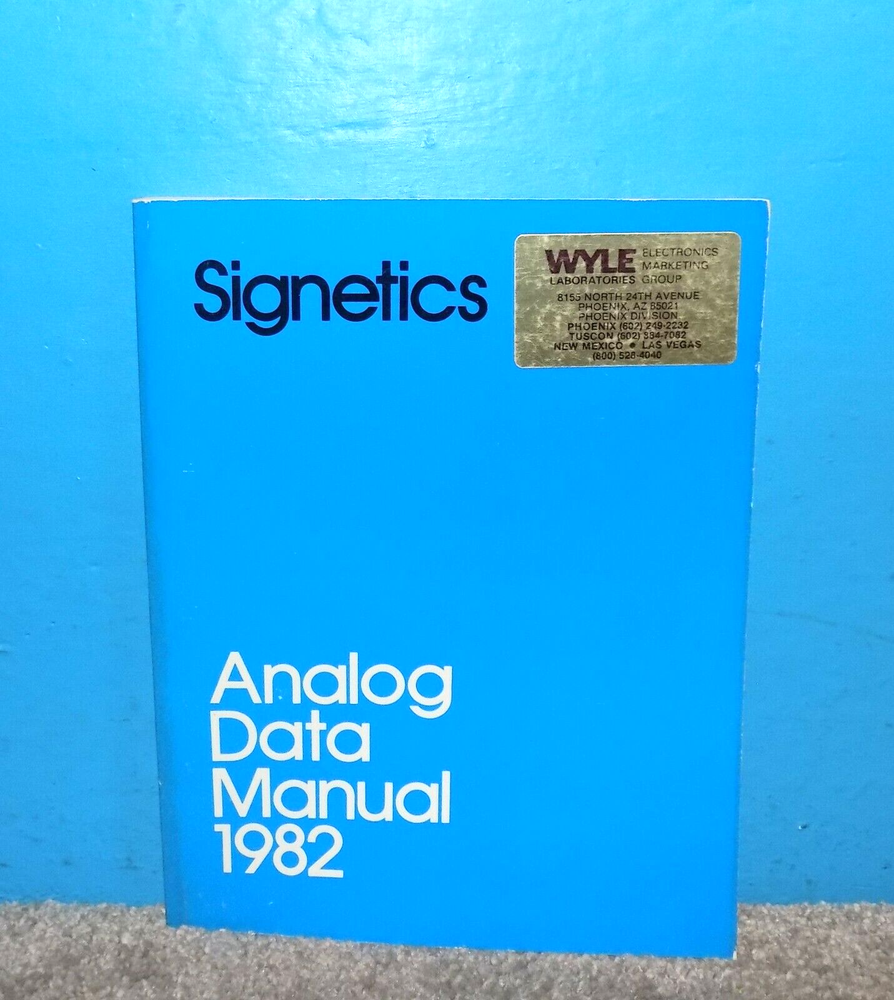 Signetics
WYLE ELECTRONICS
MARKETING
LABORATORIES GROUP
8155 NORTH 24TH AVENUE
PHOENIX, AZ 85021
PHOENIX DIVISION
PHOENIX (602) 249-2232
TUSCON (602) 884-7082
NEW MEXICO • LAS VEGAS
(800) 528-4040
Analog
Data
Manual
1982